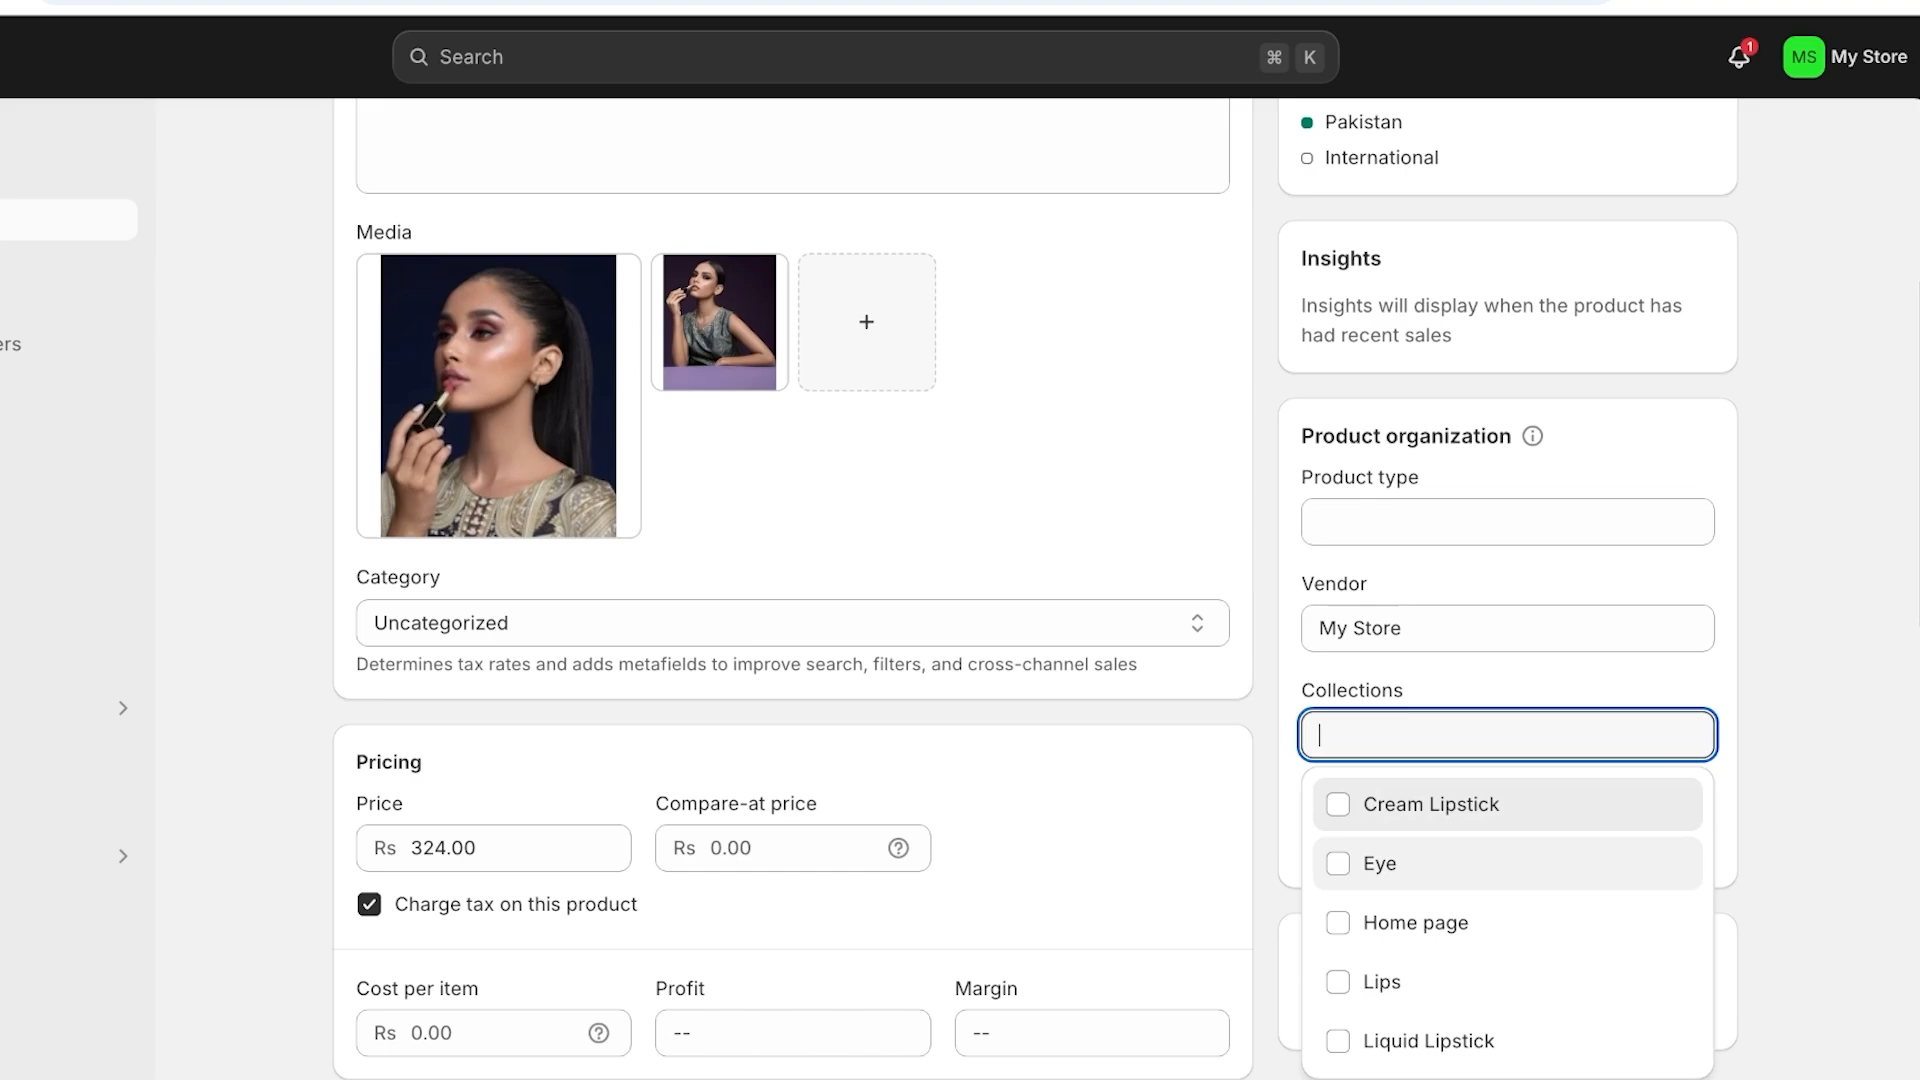 Search
⌘ K
1
MS
My Store
ers
Media
+
Category
Uncategorized
Determines tax rates and adds metafields to improve search, filters, and cross-channel sales
Pricing
Price
Compare-at price
Rs 324.00
Rs 0.00
Charge tax on this product
Cost per item
Profit
Margin
Rs 0.00
--
--
Pakistan
International
Insights
Insights will display when the product has
had recent sales
Product organization
Product type
Vendor
My Store
Collections
Cream Lipstick
Eye
Home page
Lips
Liquid Lipstick